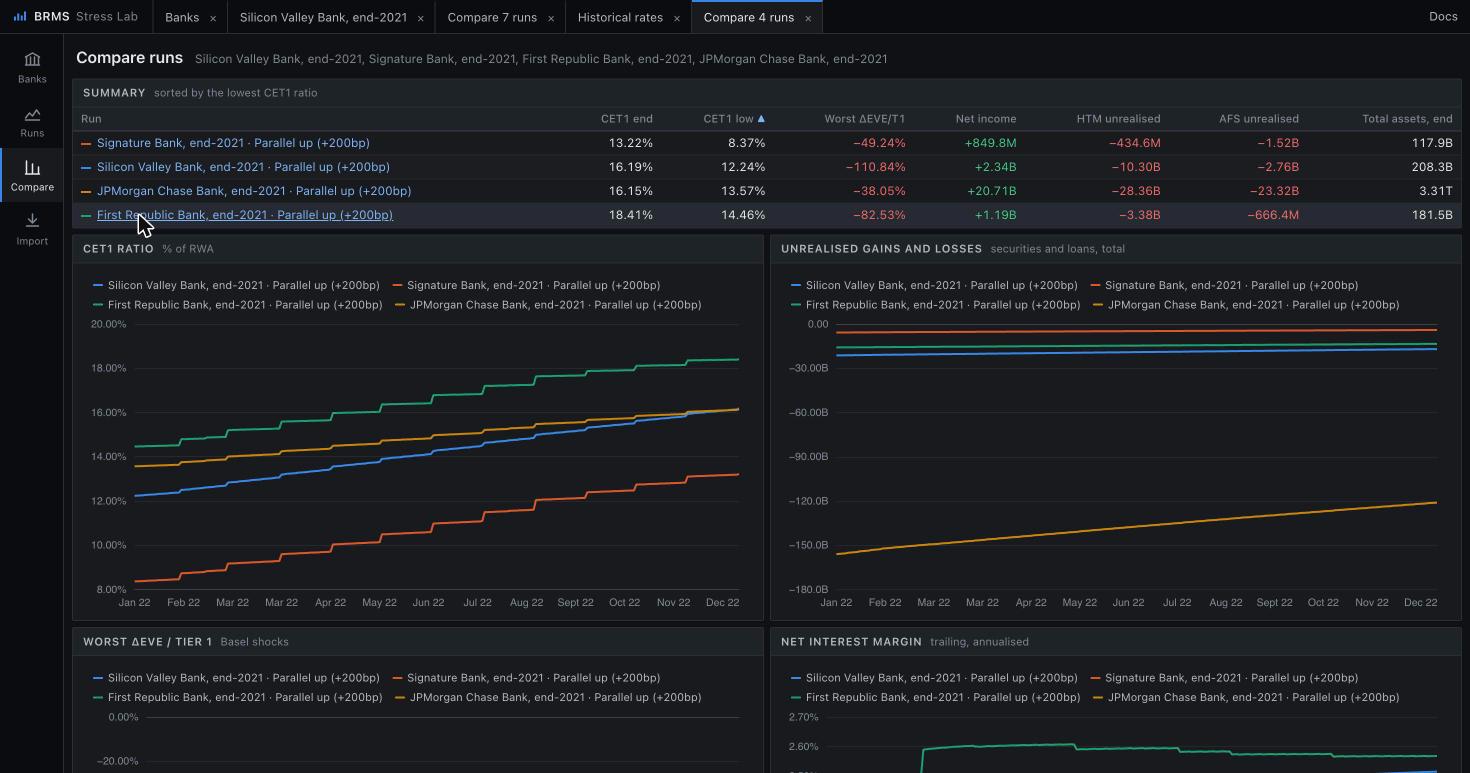 BRMS Stress Lab Banks × Silicon Valley Bank, end-2021 × Compare 7 runs × Historical rates × Compare 4 runs × Docs
Banks
Runs
Compare
Import
Compare runs Silicon Valley Bank, end-2021, Signature Bank, end-2021, First Republic Bank, end-2021, JPMorgan Chase Bank, end-2021
SUMMARY sorted by the lowest CET1 ratio
Run CET1 end CET1 low ▲ Worst ΔEVE/T1 Net income HTM unrealised AFS unrealised Total assets, end
Signature Bank, end-2021 · Parallel up (+200bp) 13.22% 8.37% −49.24% +849.8M −434.6M −1.52B 117.9B
Silicon Valley Bank, end-2021 · Parallel up (+200bp) 16.19% 12.24% −110.84% +2.34B −10.30B −2.76B 208.3B
JPMorgan Chase Bank, end-2021 · Parallel up (+200bp) 16.15% 13.57% −38.05% +20.71B −28.36B −23.32B 3.31T
First Republic Bank, end-2021 · Parallel up (+200bp) 18.41% 14.46% −82.53% +1.19B −3.38B −666.4M 181.5B
CET1 RATIO % of RWA
Silicon Valley Bank, end-2021 · Parallel up (+200bp) Signature Bank, end-2021 · Parallel up (+200bp)
First Republic Bank, end-2021 · Parallel up (+200bp) JPMorgan Chase Bank, end-2021 · Parallel up (+200bp)
20.00%
18.00%
16.00%
14.00%
12.00%
10.00%
8.00%
Jan 22 Feb 22 Mar 22 Mar 22 Apr 22 May 22 Jun 22 Jul 22 Aug 22 Sept 22 Oct 22 Nov 22 Dec 22
UNREALISED GAINS AND LOSSES securities and loans, total
Silicon Valley Bank, end-2021 · Parallel up (+200bp) Signature Bank, end-2021 · Parallel up (+200bp)
First Republic Bank, end-2021 · Parallel up (+200bp) JPMorgan Chase Bank, end-2021 · Parallel up (+200bp)
0.00
−30.00B
−60.00B
−90.00B
−120.0B
−150.0B
−180.0B
Jan 22 Feb 22 Mar 22 Mar 22 Apr 22 May 22 Jun 22 Jul 22 Aug 22 Sept 22 Oct 22 Nov 22 Dec 22
WORST ΔEVE / TIER 1 Basel shocks
Silicon Valley Bank, end-2021 · Parallel up (+200bp) Signature Bank, end-2021 · Parallel up (+200bp)
First Republic Bank, end-2021 · Parallel up (+200bp) JPMorgan Chase Bank, end-2021 · Parallel up (+200bp)
0.00%
−20.00%
NET INTEREST MARGIN trailing, annualised
Silicon Valley Bank, end-2021 · Parallel up (+200bp) Signature Bank, end-2021 · Parallel up (+200bp)
First Republic Bank, end-2021 · Parallel up (+200bp) JPMorgan Chase Bank, end-2021 · Parallel up (+200bp)
2.70%
2.60%